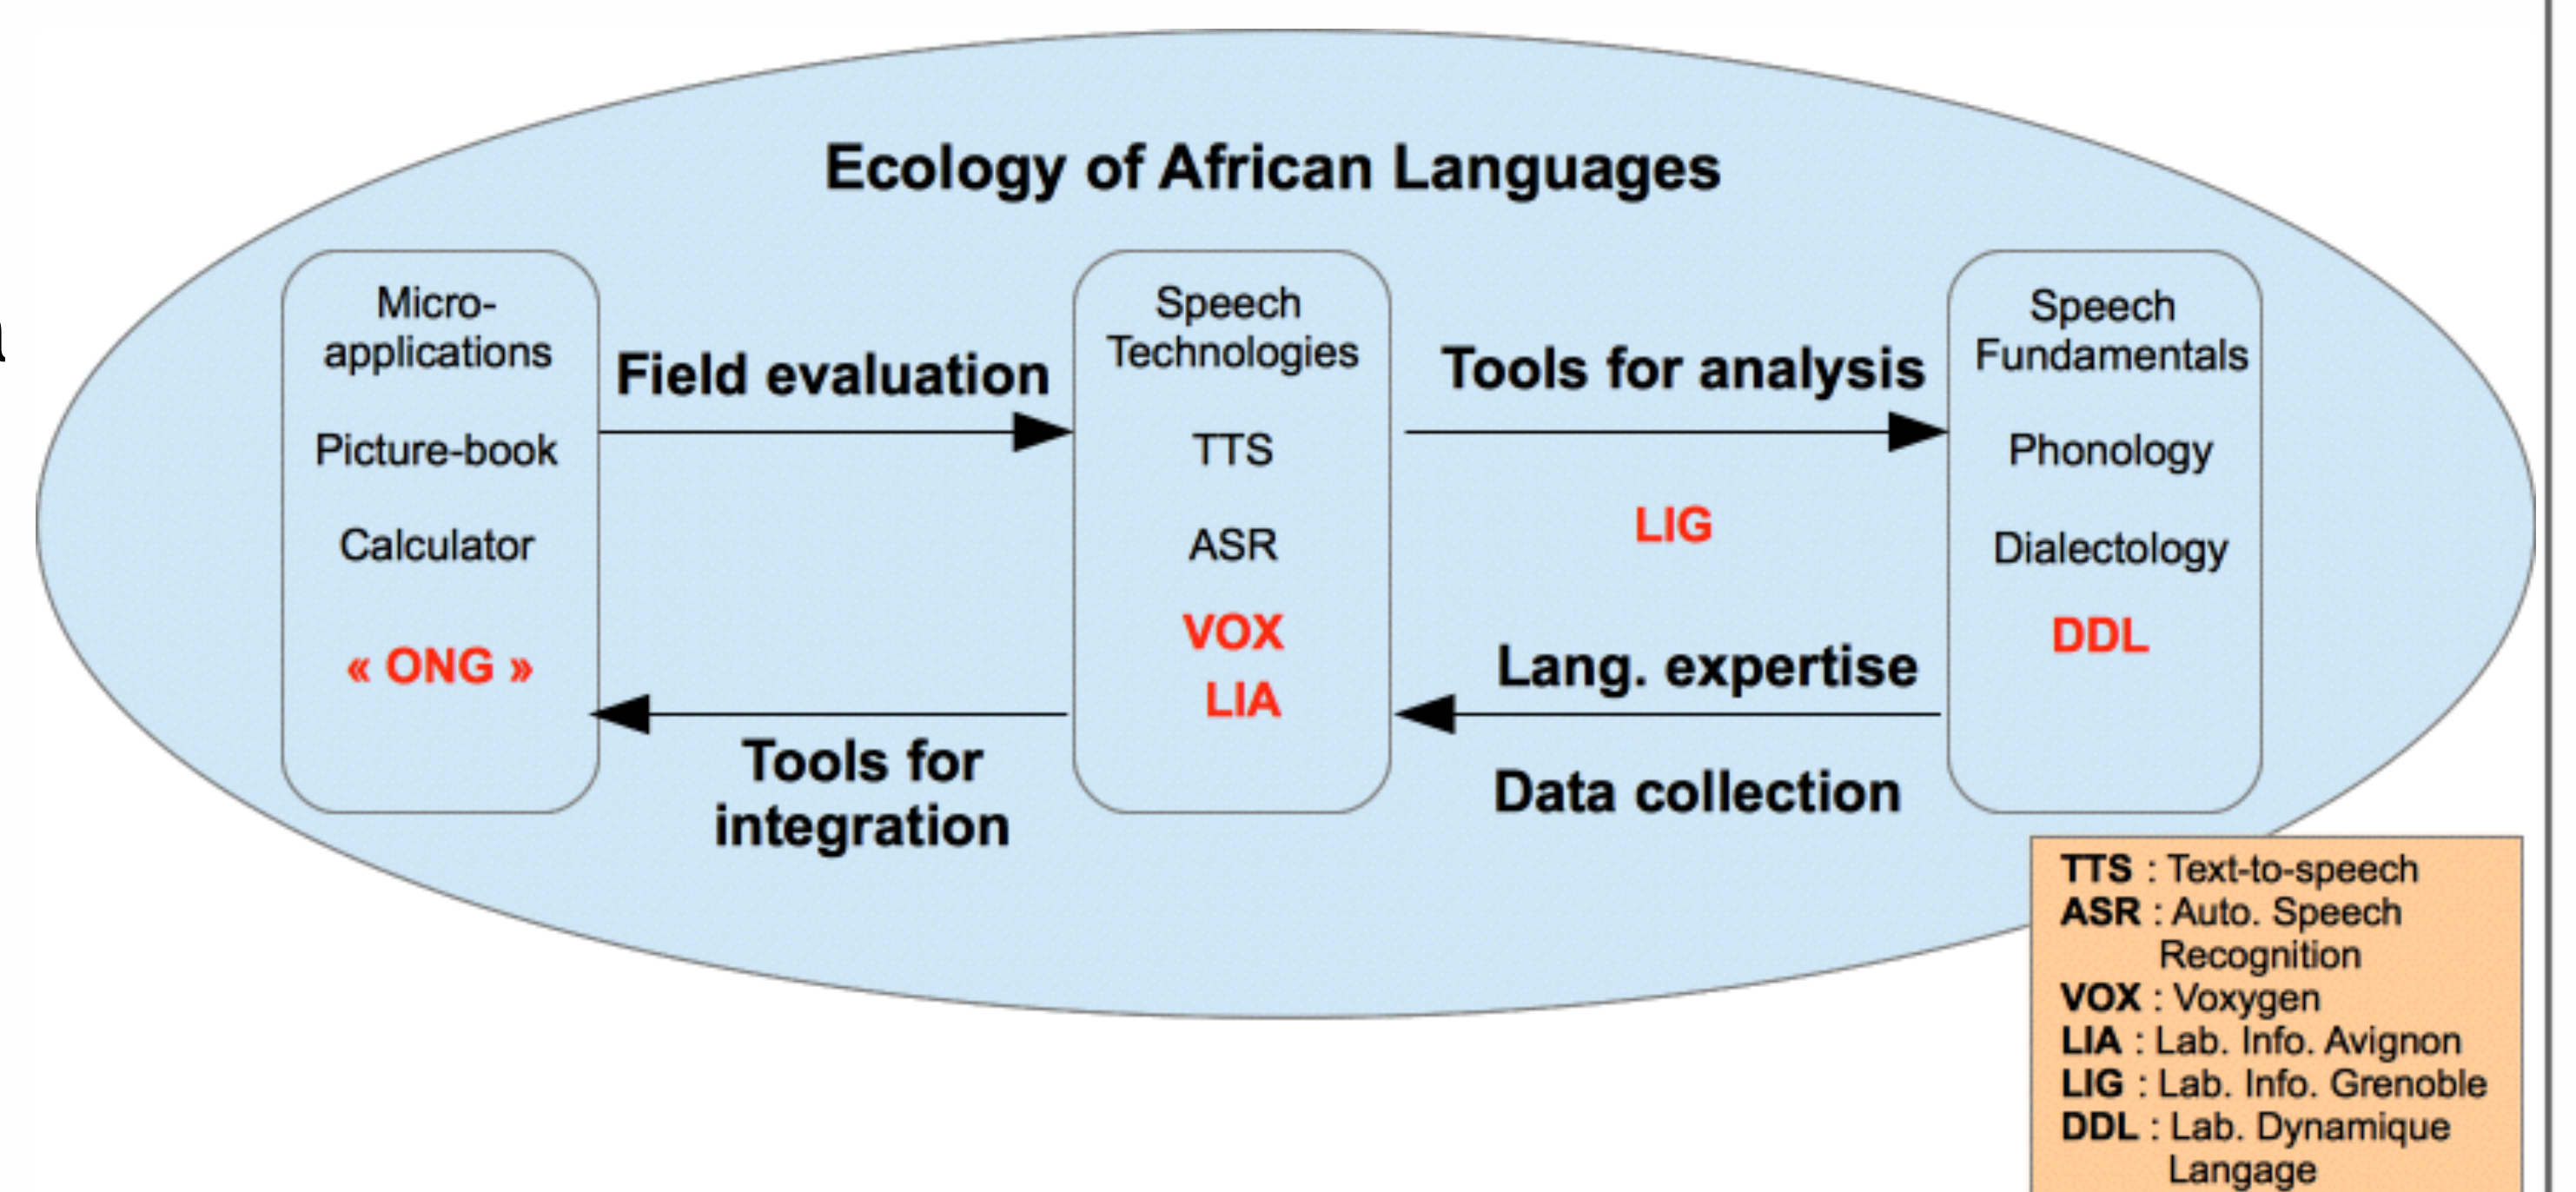 Ecology of African Languages
Micro-
applications
Picture-book
Calculator
« ONG »
Field evaluation
Tools for
integration
Speech
Technologies
TTS
ASR
VOX
LIA
Tools for analysis
LIG
Lang. expertise
Data collection
Speech
Fundamentals
Phonology
Dialectology
DDL
TTS : Text-to-speech
ASR : Auto. Speech
Recognition
VOX : Voxygen
LIA : Lab. Info. Avignon
LIG : Lab. Info. Grenoble
DDL : Lab. Dynamique
Langage